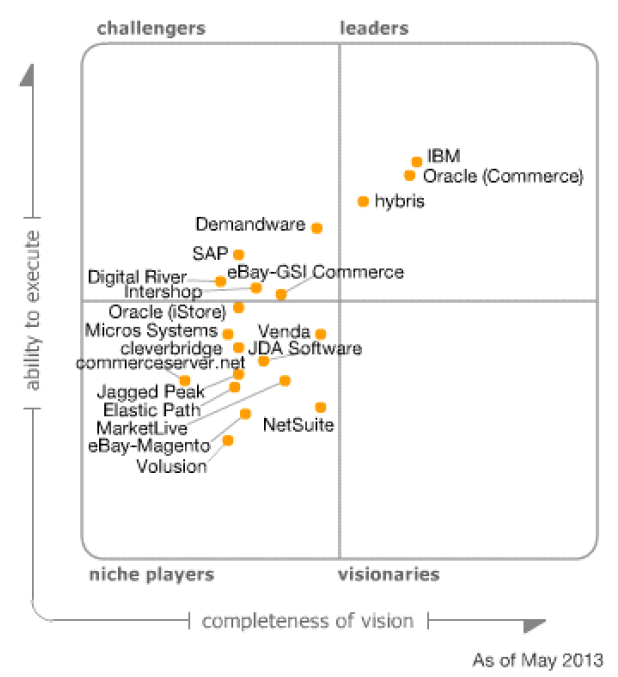 challengers
leaders
IBM
Oracle (Commerce)
hybris
Demandware
SAP
eBay-GSI Commerce
Digital River
Intershop
Oracle (iStore)
Micros Systems
Venda
cleverbridge
JDA Software
commerceserver.net
Jagged Peak
Elastic Path
MarketLive
NetSuite
eBay-Magento
Volusion
ability to execute
niche players
visionaries
completeness of vision
As of May 2013